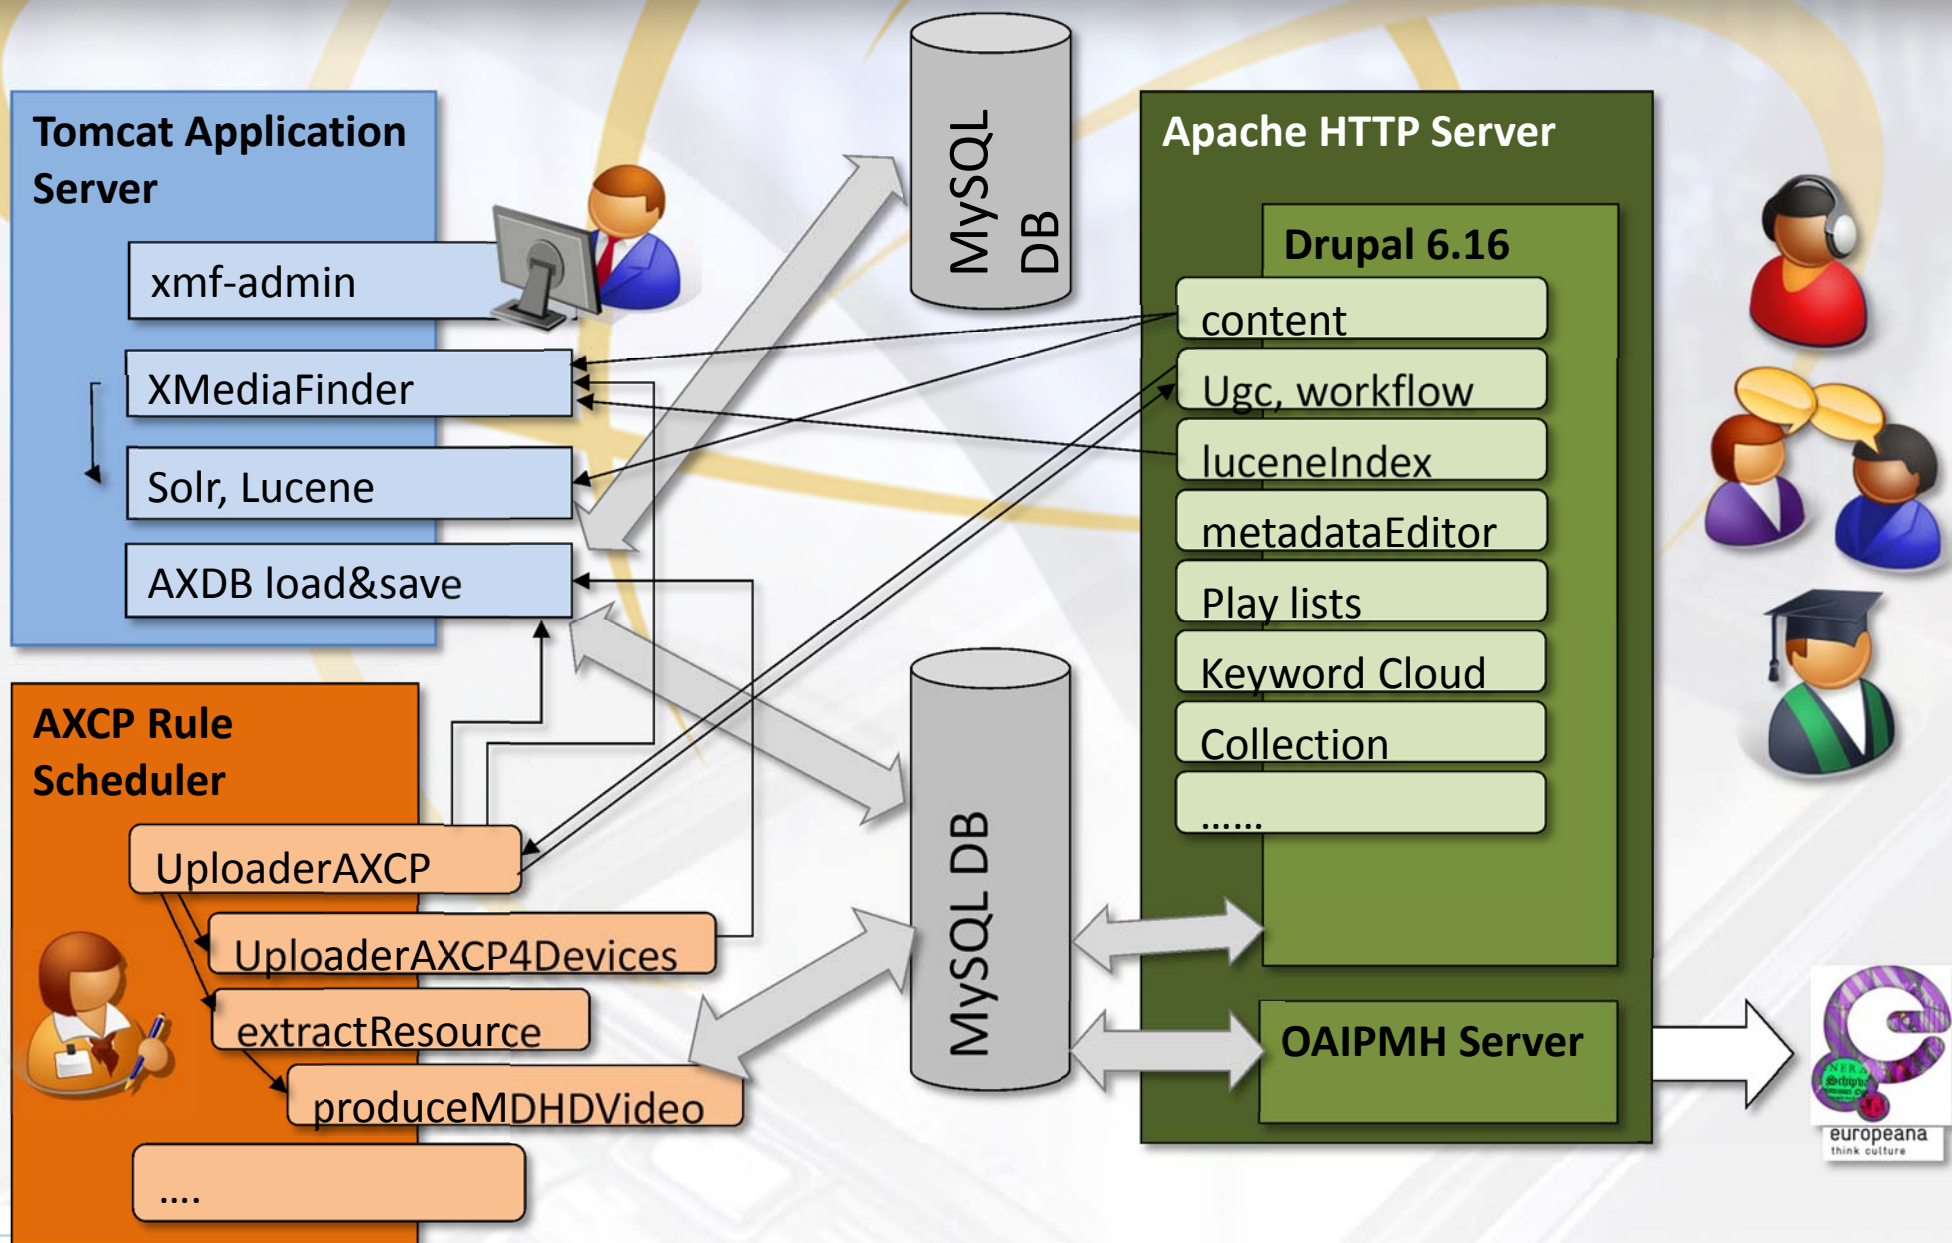 Tomcat Application
Server
xmf-admin
XMediaFinder
Solr, Lucene
AXDB load&save
AXCP Rule
Scheduler
UploaderAXCP
UploaderAXCP4Devices
extractResource
produceMDHDVideo
....
MySQL
DB
MySQL DB
Apache HTTP Server
Drupal 6.16
content
Ugc, workflow
luceneIndex
metadataEditor
Play lists
Keyword Cloud
Collection
......
OAIPMH Server
europeana
think culture